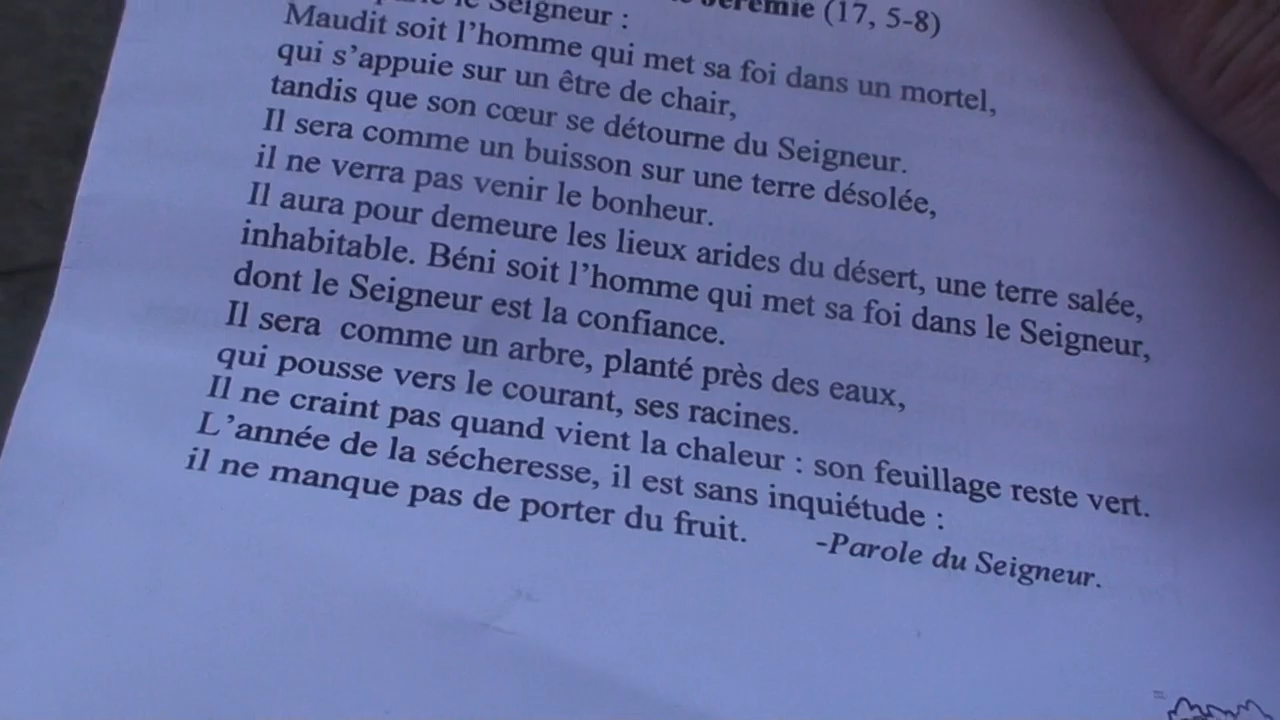 le Seigneur :
Jérémie (17, 5-8)
Maudit soit l'homme qui met sa foi dans un mortel,
qui s'appuie sur un être de chair,
tandis que son cœur se détourne du Seigneur.
Il sera comme un buisson sur une terre désolée,
il ne verra pas venir le bonheur.
Il aura pour demeure les lieux arides du désert, une terre salée,
inhabitable. Béni soit l'homme qui met sa foi dans le Seigneur,
dont le Seigneur est la confiance.
Il sera  comme un arbre, planté près des eaux,
qui pousse vers le courant, ses racines.
Il ne craint pas quand vient la chaleur : son feuillage reste vert.
L'année de la sécheresse, il est sans inquiétude :
il ne manque pas de porter du fruit. -Parole du Seigneur.